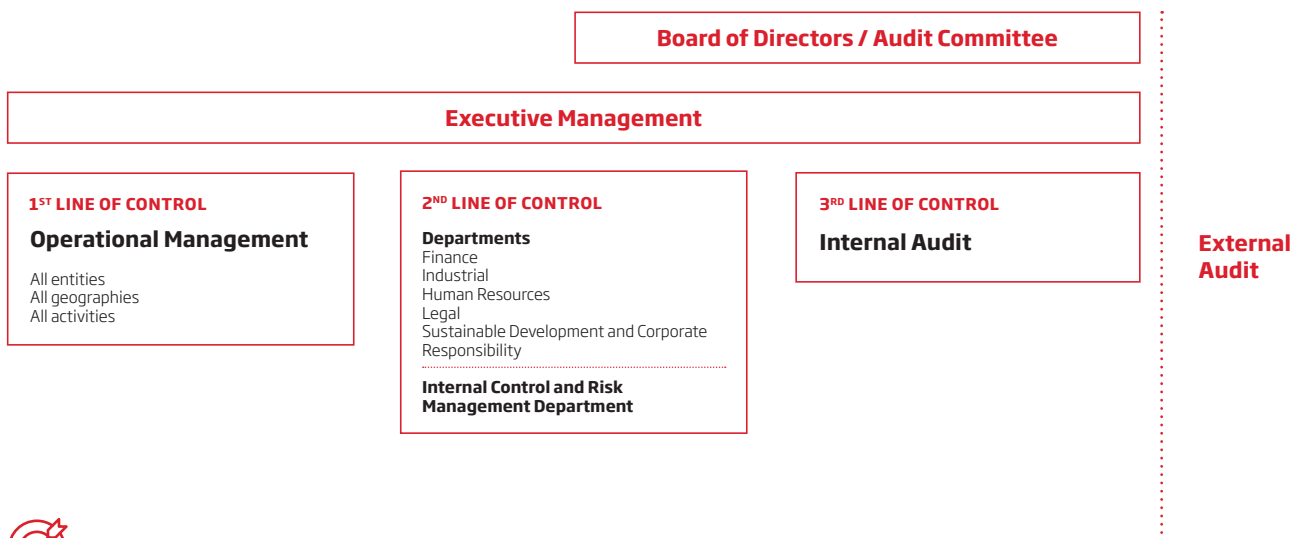 Board of Directors / Audit Committee
Executive Management
1ST LINE OF CONTROL
Operational Management
All entities
All geographies
All activities
2ND LINE OF CONTROL
Departments
Finance
Industrial
Human Resources
Legal
Sustainable Development and Corporate
Responsibility
Internal Control and Risk
Management Department
3RD LINE OF CONTROL
Internal Audit
External
Audit